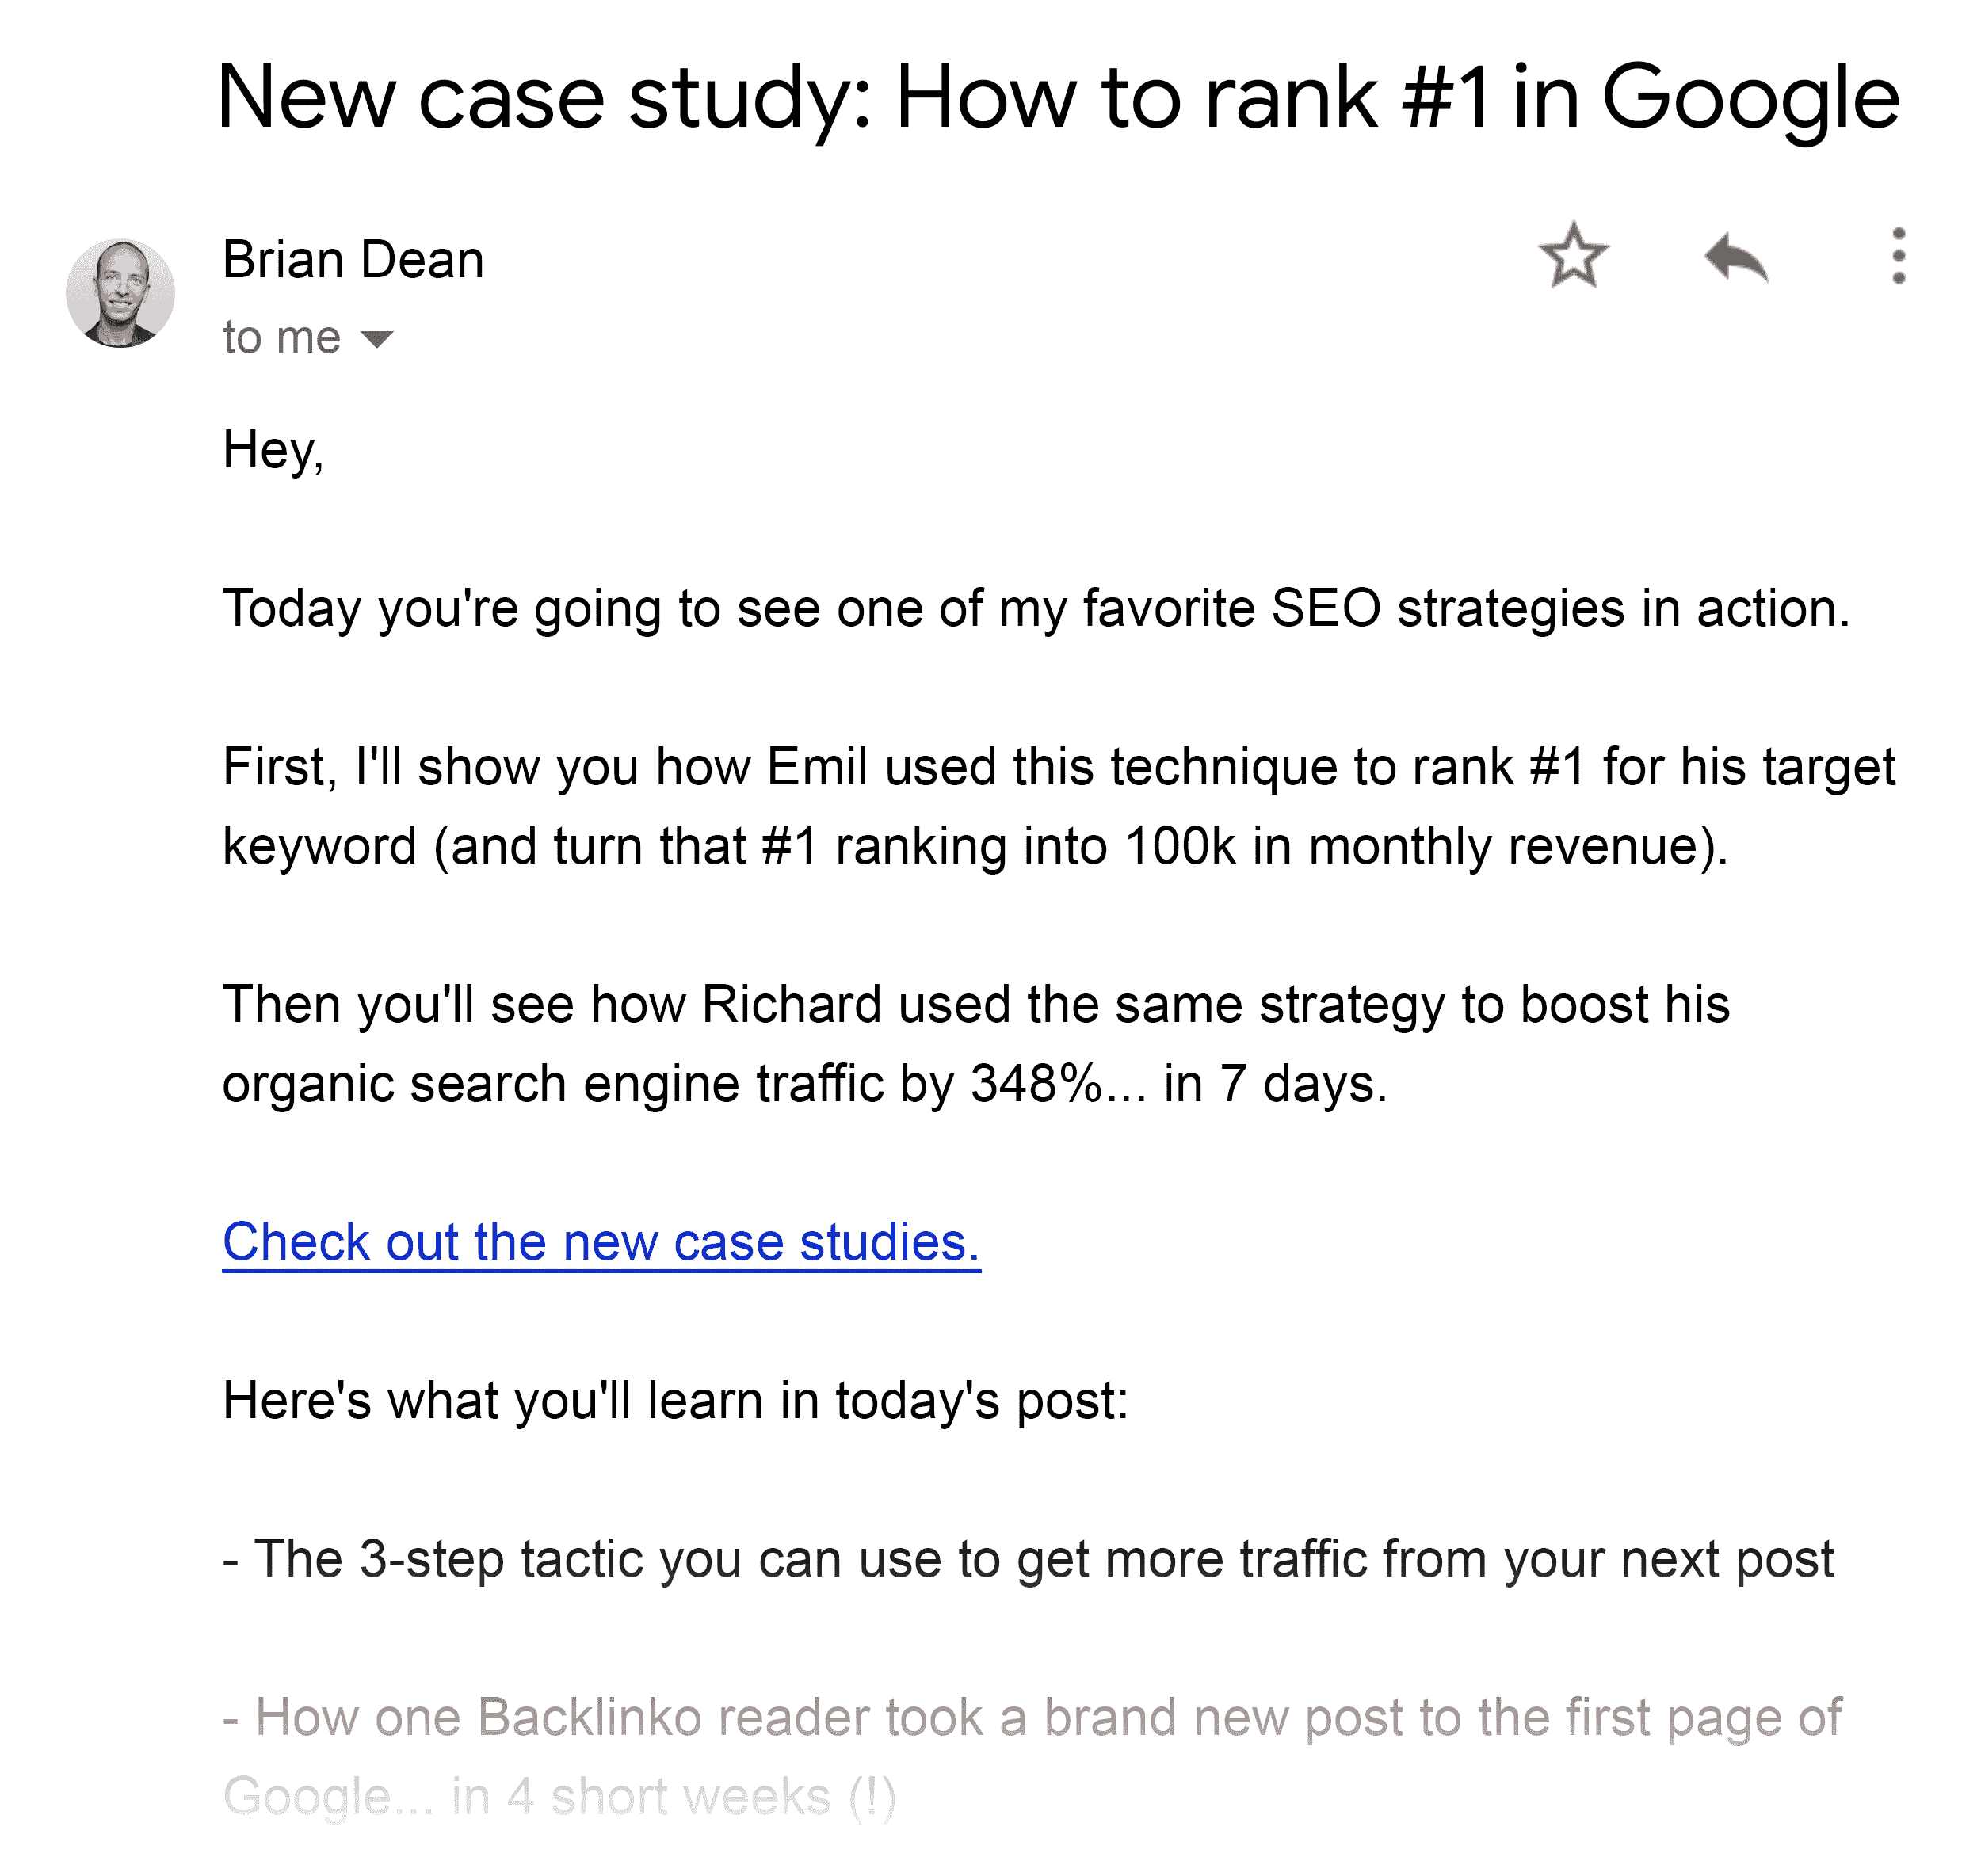 New case study: How to rank #1 in Google
Brian Dean
to me
Hey,
Today you're going to see one of my favorite SEO strategies in action.
First, I'll show you how Emil used this technique to rank #1 for his target
keyword (and turn that #1 ranking into 100k in monthly revenue).
Then you'll see how Richard used the same strategy to boost his
organic search engine traffic by 348%... in 7 days.
Check out the new case studies.
Here's what you'll learn in today's post:
- The 3-step tactic you can use to get more traffic from your next post
- How one Backlinko reader took a brand new post to the first page of
Google... in 4 short weeks (!)